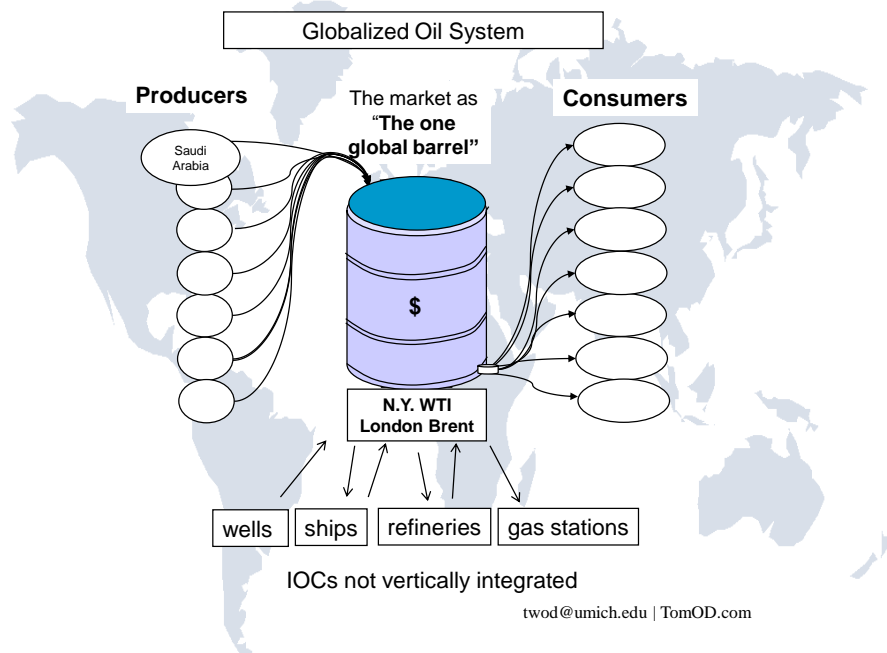 Globalized Oil System
Producers
The market as
“The one
global barrel”
Consumers
Saudi
Arabia
$
N.Y. WTI
London Brent
wells
ships
refineries
gas stations
IOCs not vertically integrated
twod@umich.edu | TomOD.com